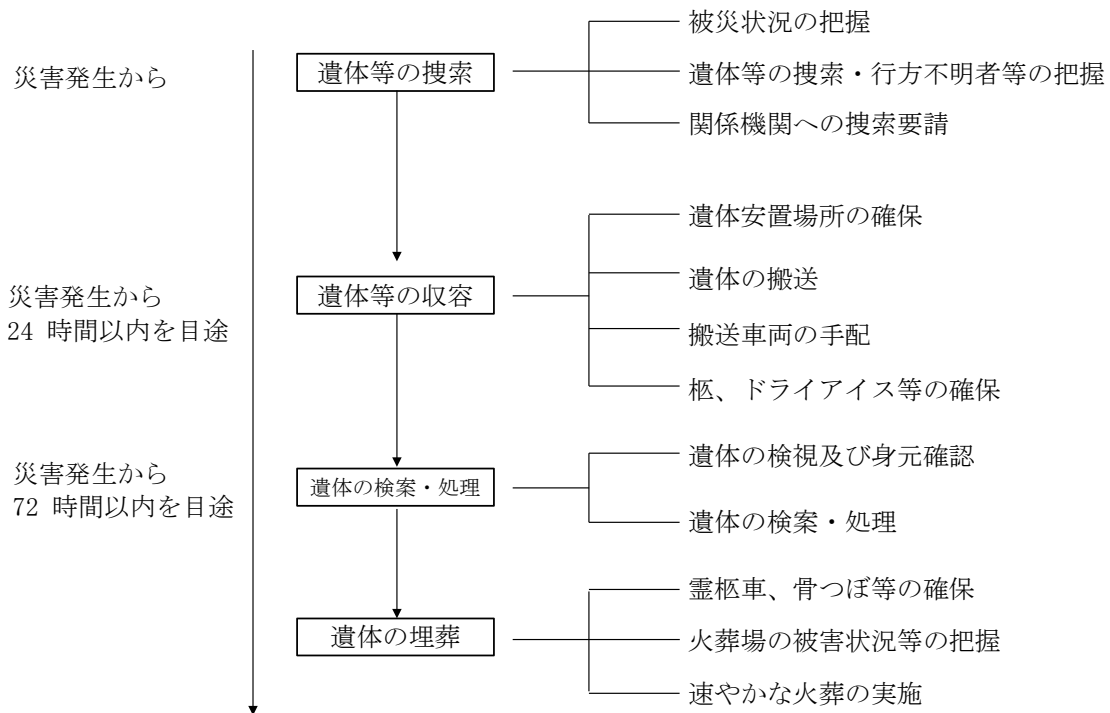 被災状況の把握
災害発生から
遺体等の捜索
遺体等の捜索・行方不明者等の把握
関係機関への捜索要請
遺体安置場所の確保
遺体の搬送
災害発生から
24 時間以内を目途
遺体等の収容
搬送車両の手配
柩、ドライアイス等の確保
災害発生から
72 時間以内を目途
遺体の検案・処理
遺体の検視及び身元確認
遺体の検案・処理
霊柩車、骨つぼ等の確保
遺体の埋葬
火葬場の被害状況等の把握
速やかな火葬の実施